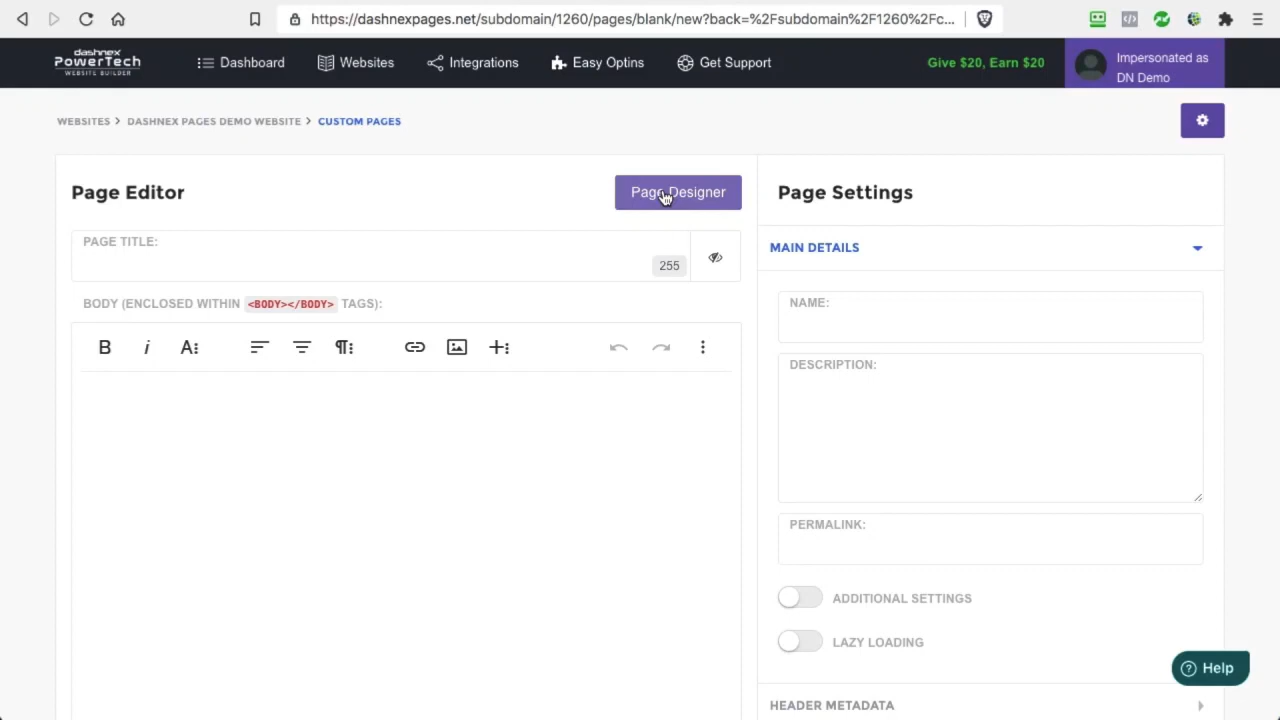 https://dashnexpages.net/subdomain/1260/pages/blank/new?back=%2Fsubdomain%2F1260%2Fc...
dashnex
PowerTech
WEBSITE BUILDER
Dashboard
Websites
Integrations
Easy Optins
Get Support
Give $20, Earn $20
Impersonated as
DN Demo
WEBSITES > DASHNEX PAGES DEMO WEBSITE > CUSTOM PAGES
Page Editor
Page Designer
PAGE TITLE:
255
BODY (ENCLOSED WITHIN <BODY></BODY> TAGS):
B i A
Page Settings
MAIN DETAILS
NAME:
DESCRIPTION:
PERMALINK:
ADDITIONAL SETTINGS
LAZY LOADING
HEADER METADATA
Help